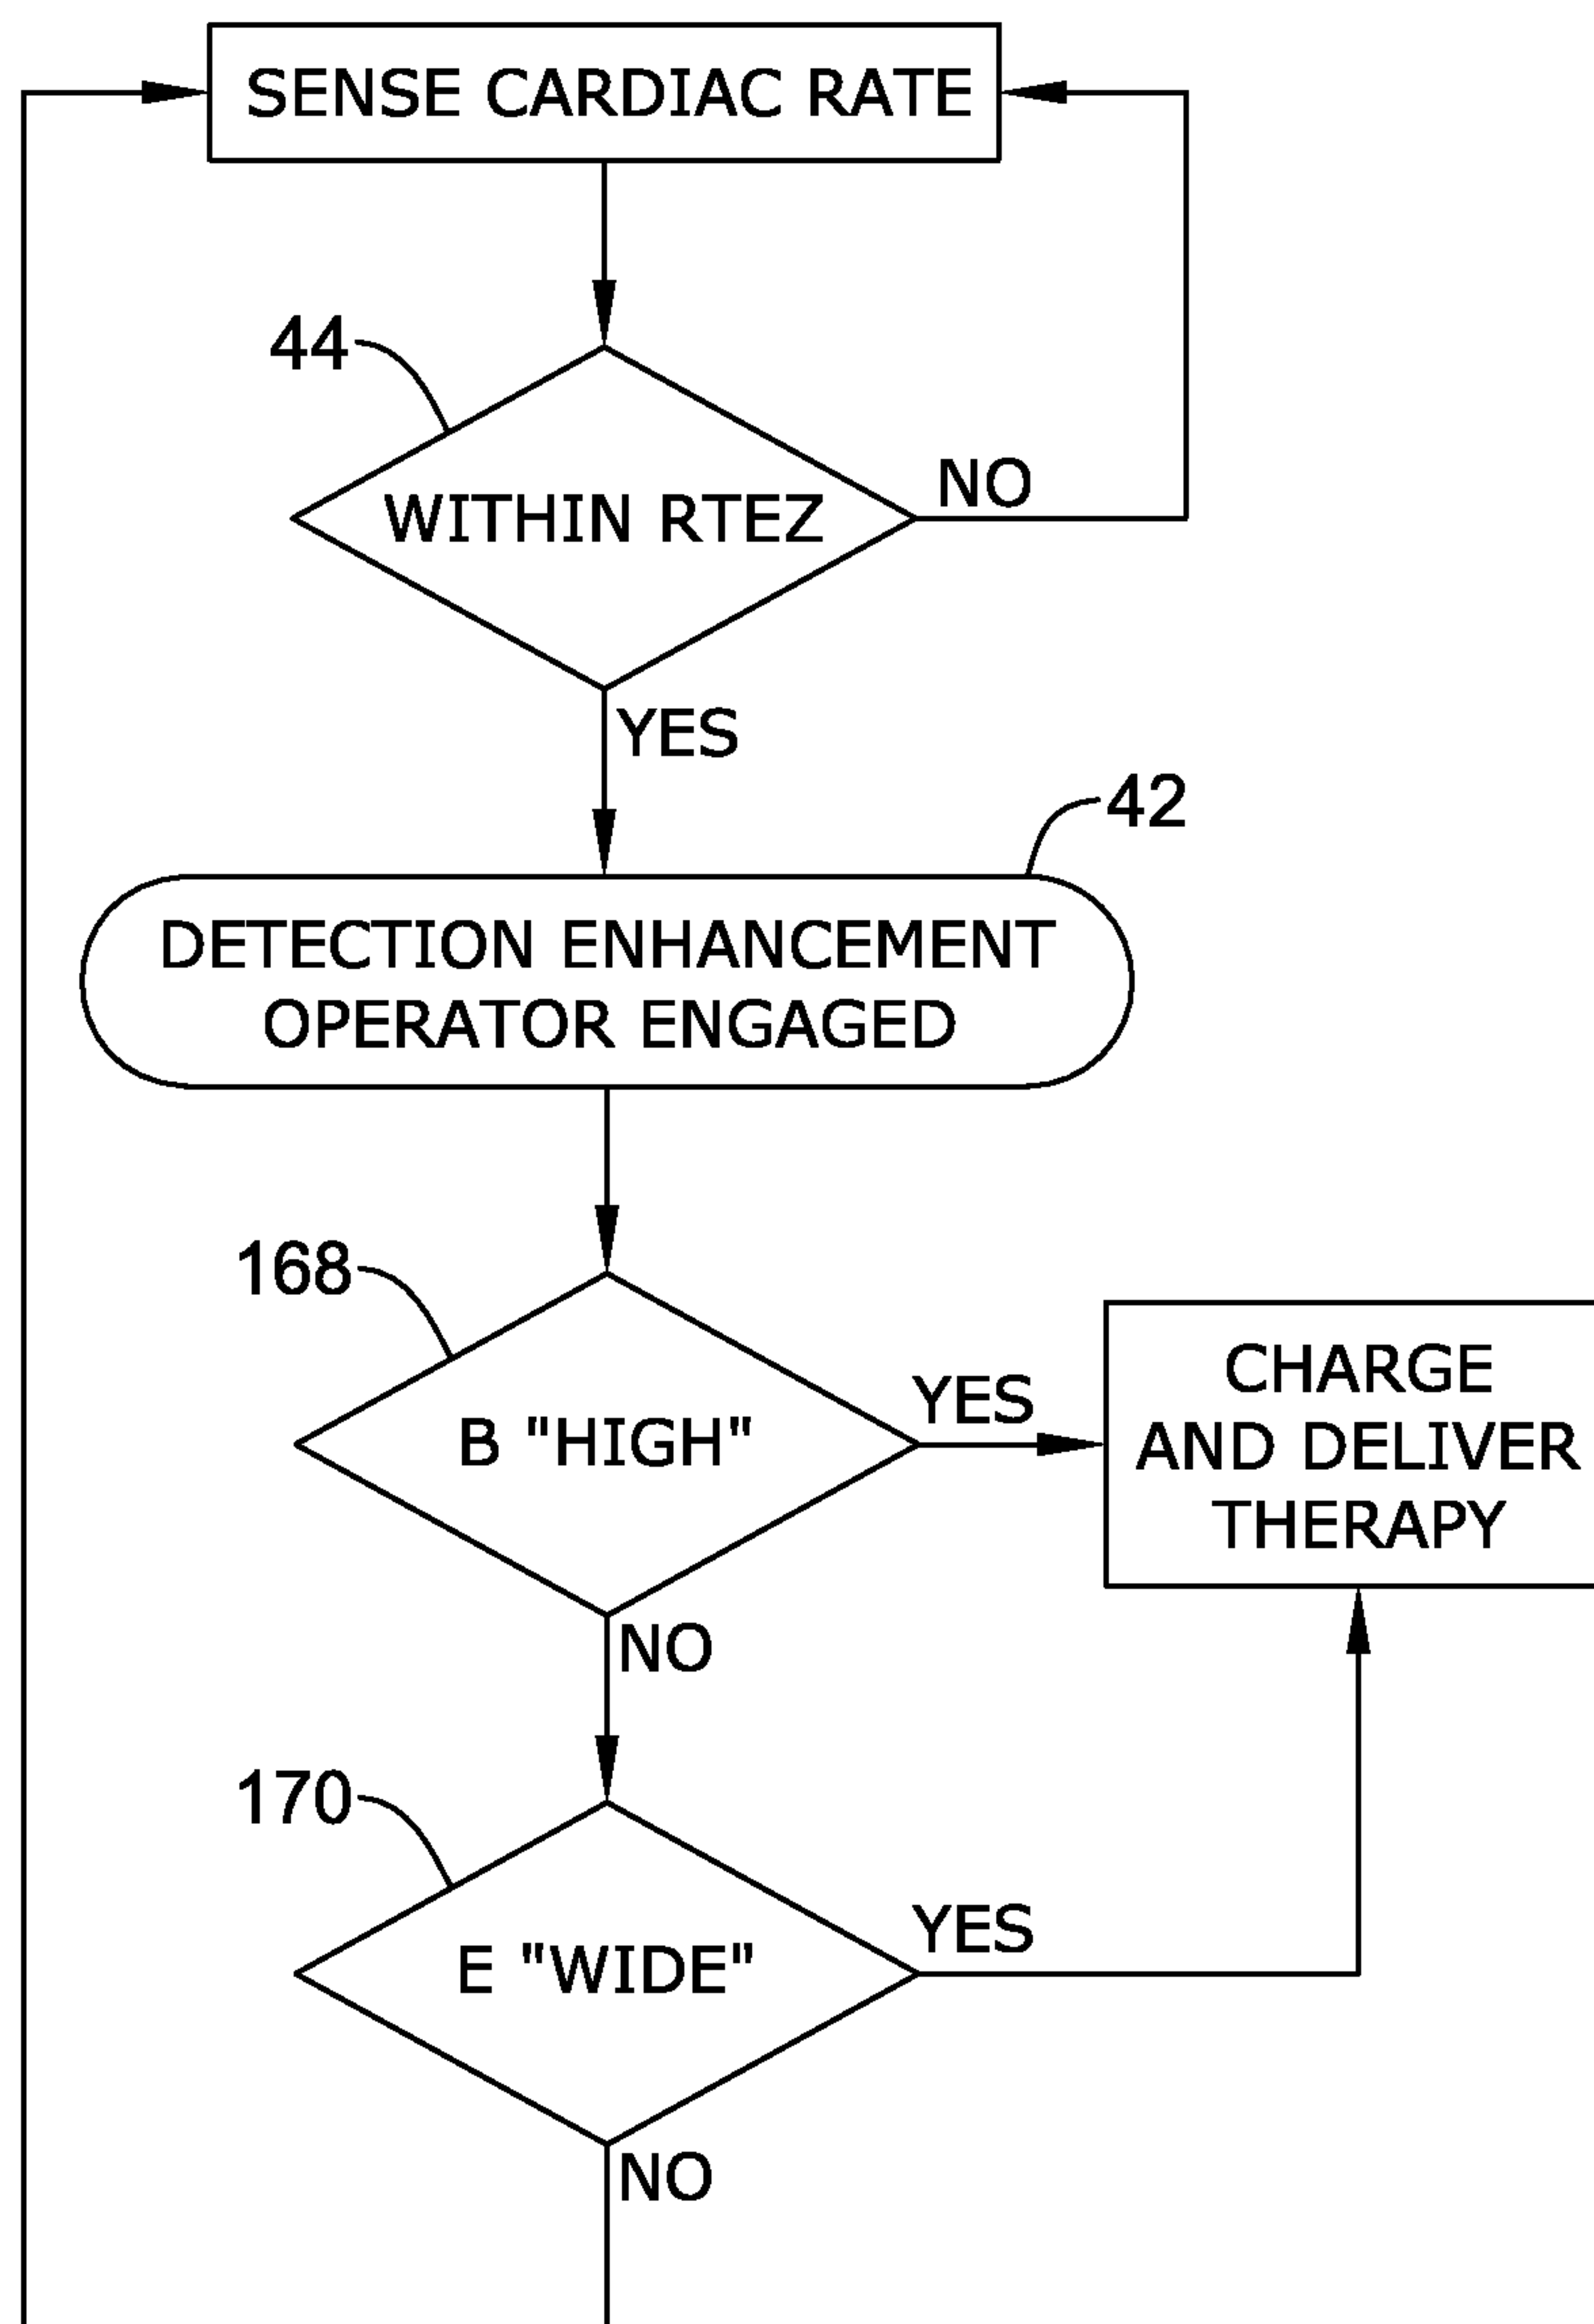 SENSE CARDIAC RATE
44
WITHIN RTEZ
NO
YES
42
DETECTION ENHANCEMENT
OPERATOR ENGAGED
168
B "HIGH"
YES
CHARGE
AND DELIVER
THERAPY
NO
170
E "WIDE"
YES
NO